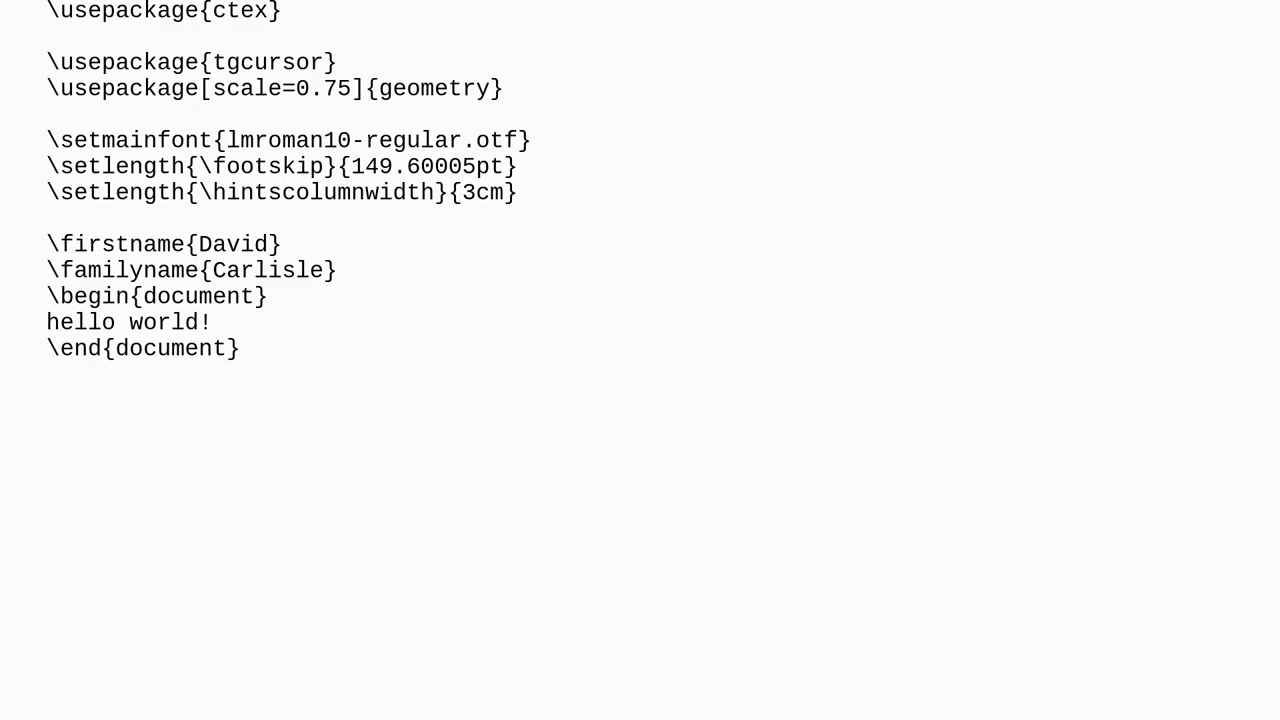 \usepackage{ctex}
\usepackage{tgcursor}
\usepackage[scale=0.75]{geometry}
\setmainfont{lmroman10-regular.otf}
\setlength{\footskip}{149.60005pt}
\setlength{\hintscolumnwidth}{3cm}
\firstname{David}
\familyname{Carlisle}
\begin{document}
hello world!
\end{document}